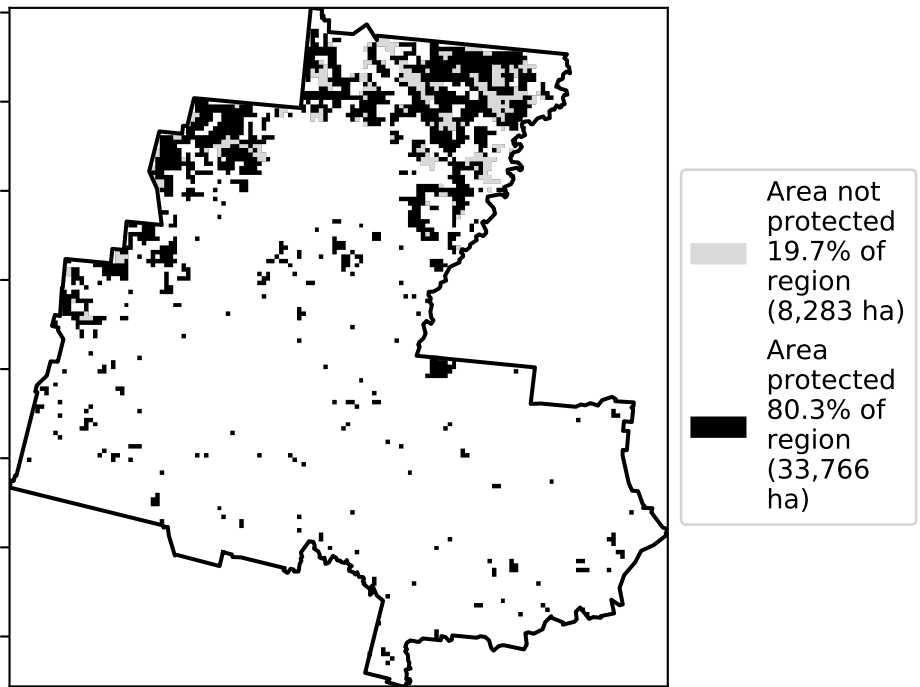 Area not
protected
19.7% of
region
(8,283 ha)
Area
protected
80.3% of
region
(33,766
ha)